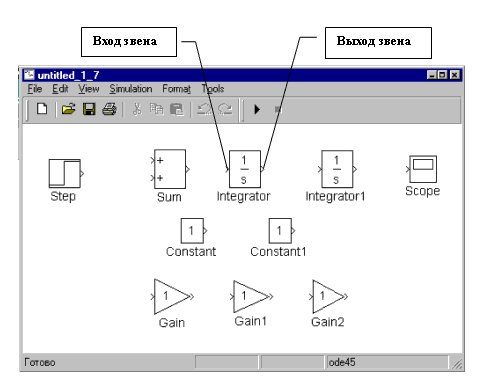 Вход звена
Выход звена
untitled_1_7
File Edit View Simulation Format Tools
1
s
1
s
+
+
Step
Sum
Integrator
Integrator1
Scope
1
1
Constant
Constant1
1
1
1
Gain
Gain1
Gain2
Готово
ode45